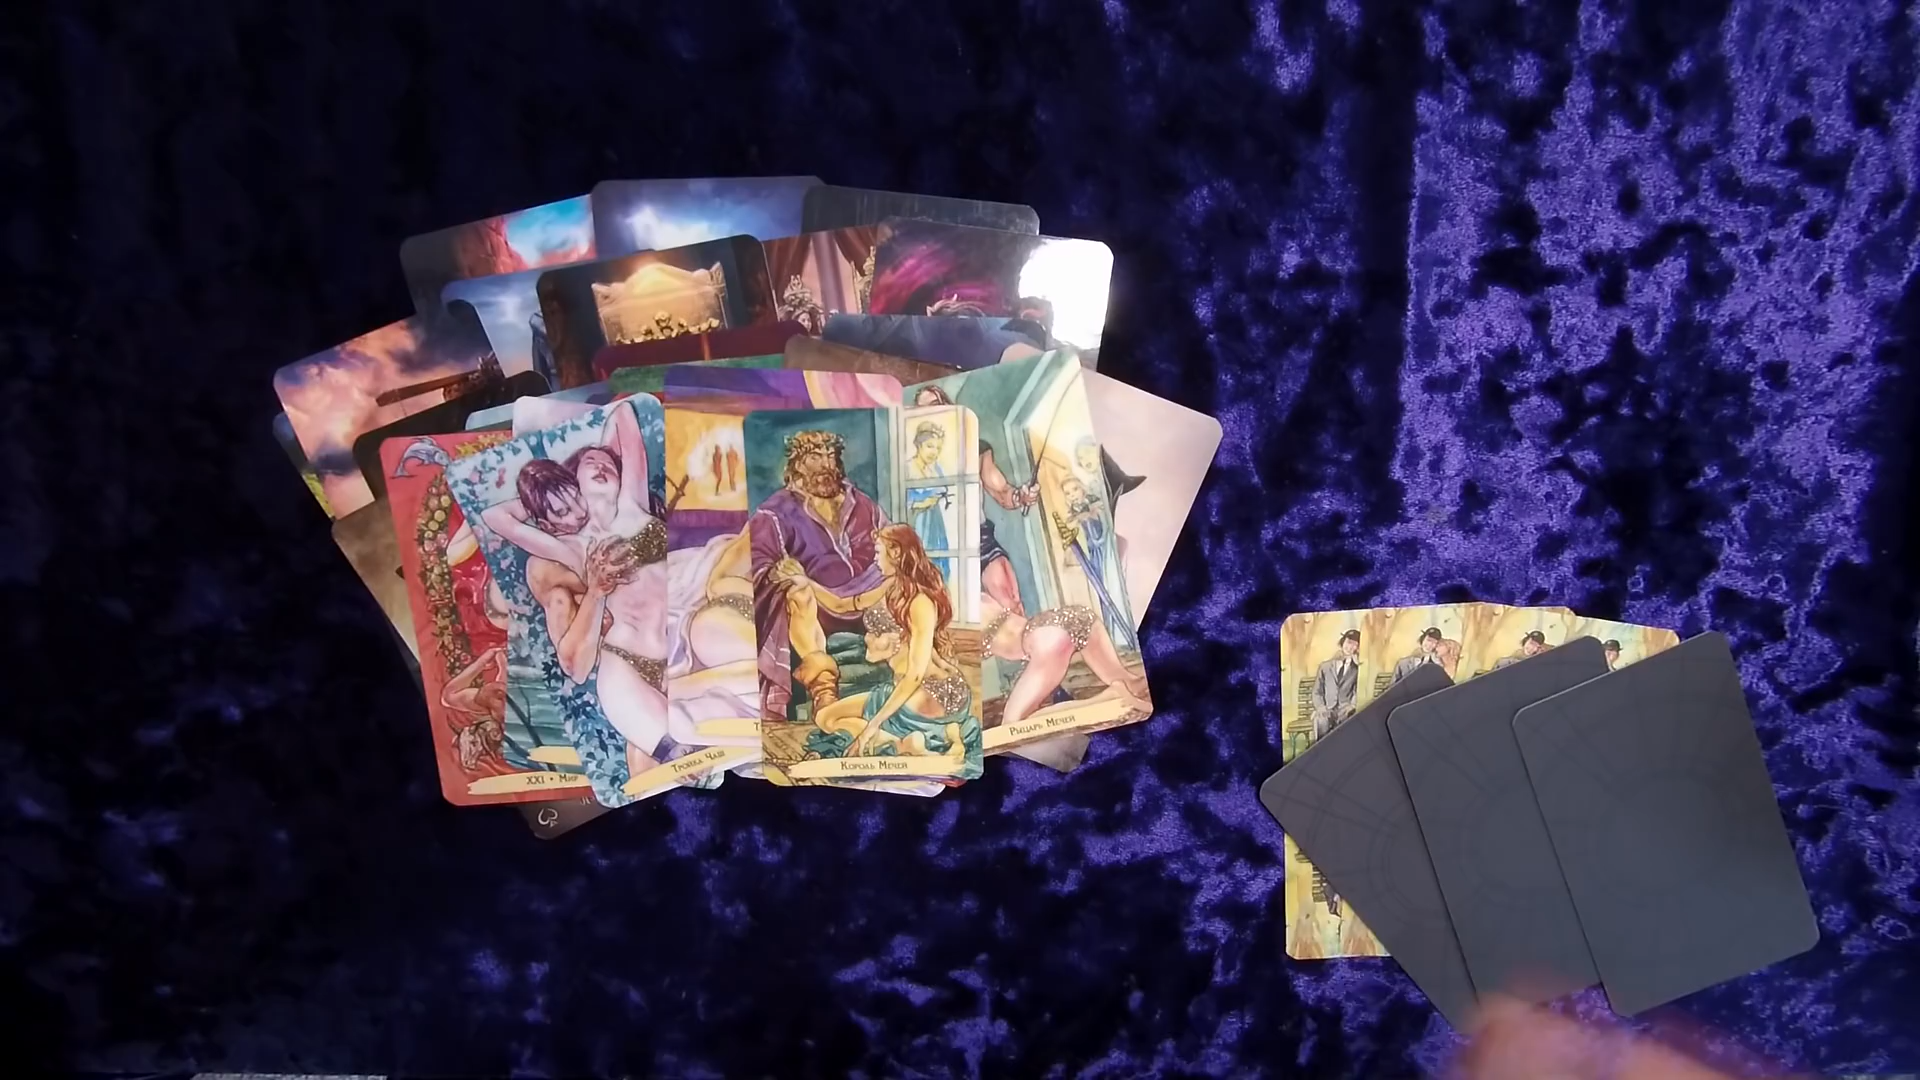 XXI • Мир
Тройка Чаш
Т
Король Мечей
Рыцарь Мечей